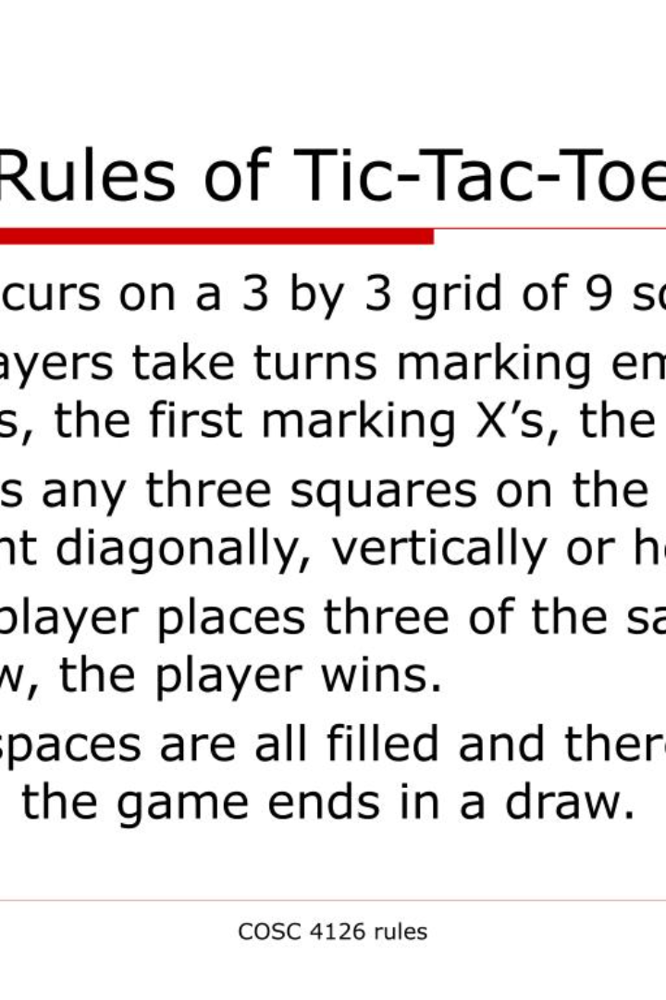 Rules of Tic-Tac-Toe
curs on a 3 by 3 grid of 9 sq
ayers take turns marking em
s, the first marking X’s, the
s any three squares on the
nt diagonally, vertically or ho
player places three of the sa
w, the player wins.
spaces are all filled and there
the game ends in a draw.
COSC 4126 rules